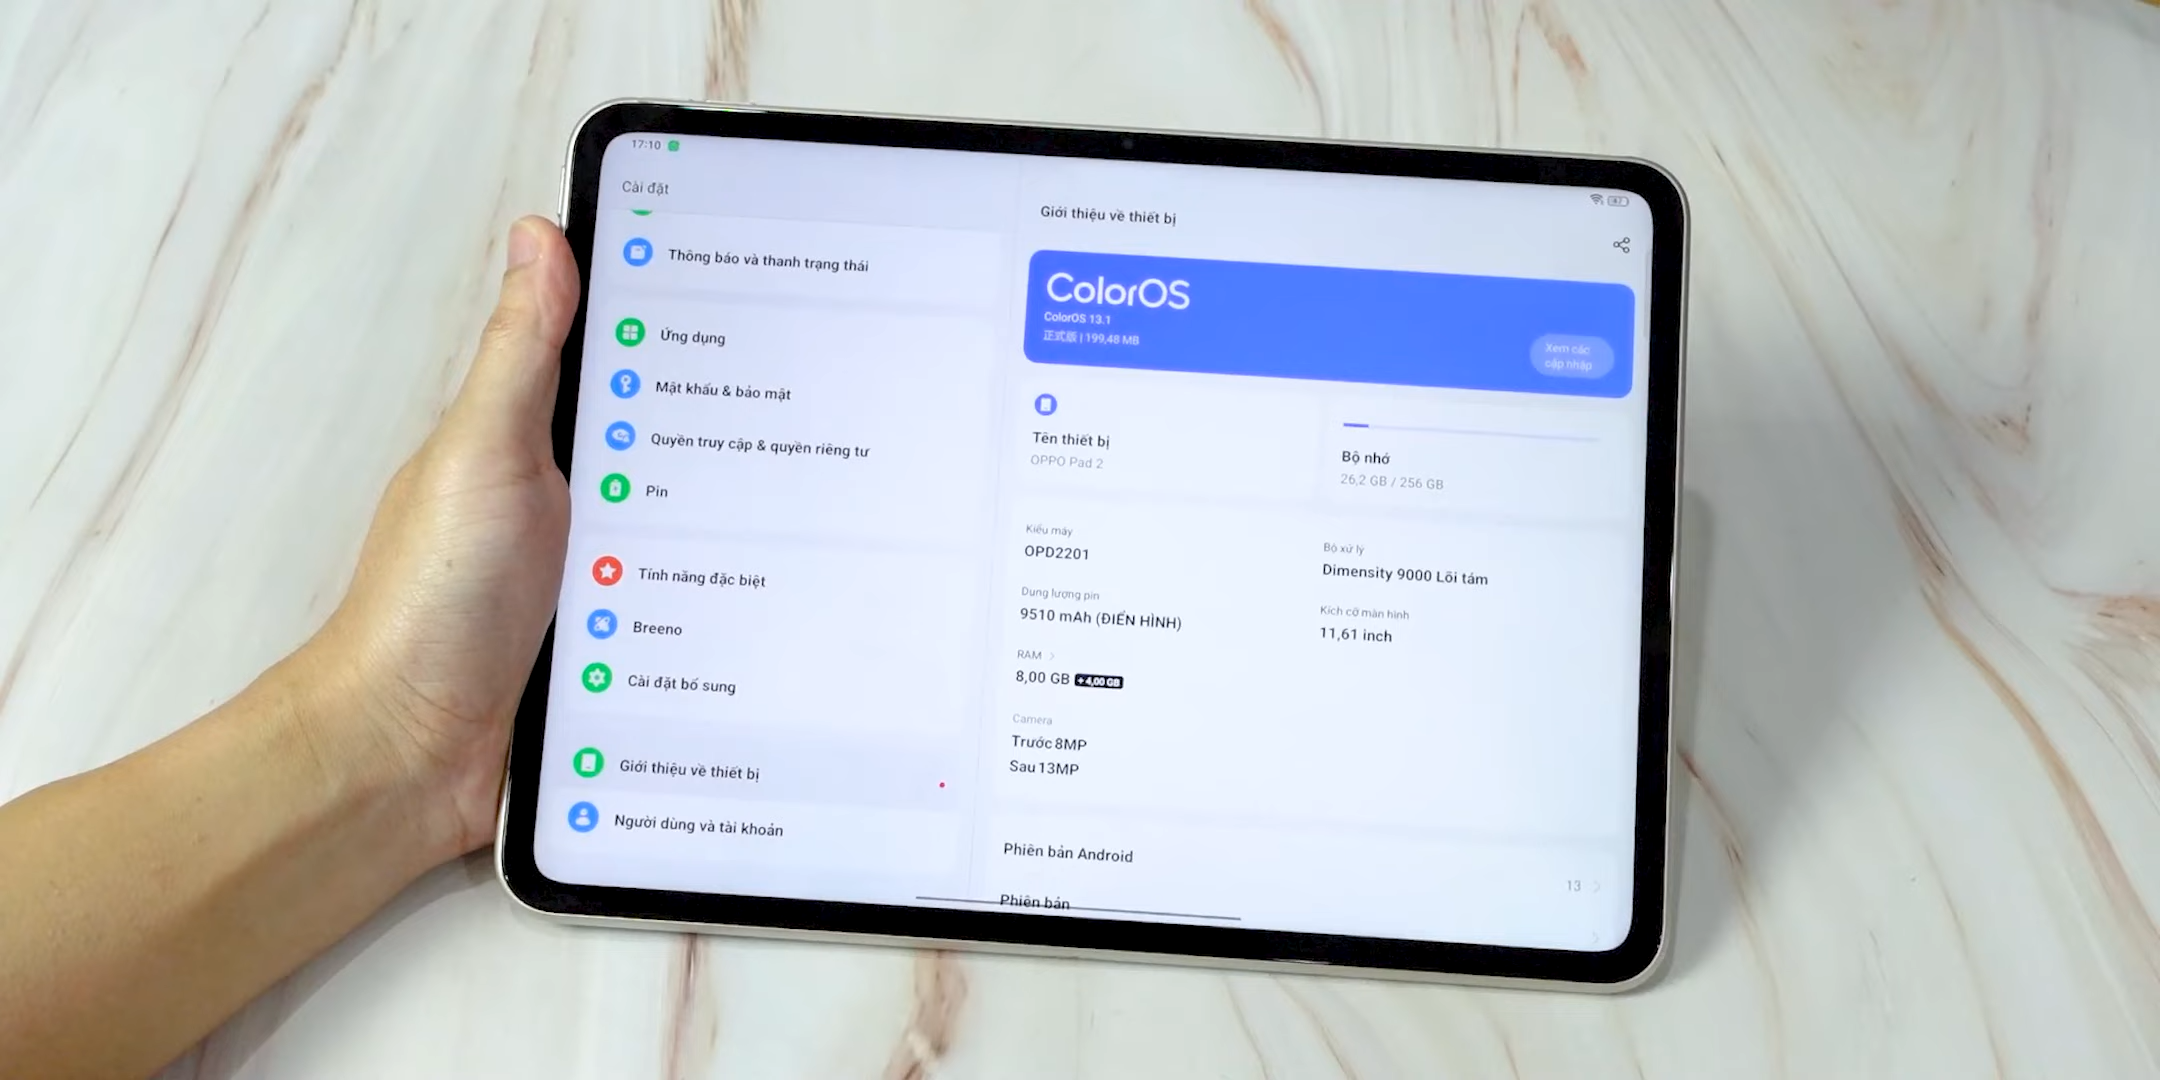 17:10
Cài đặt
Thông báo và thanh trạng thái
Ứng dụng
Mật khẩu & bảo mật
Quyền truy cập & quyền riêng tư
Pin
Tính năng đặc biệt
Breeno
Cài đặt bổ sung
Giới thiệu về thiết bị
Người dùng và tài khoản
Giới thiệu về thiết bị
ColorOS
ColorOS 13.1
正式版 | 199,48 MB
Xem các
cập nhập
Tên thiết bị
OPPO Pad 2
Bộ nhớ
26,2 GB / 256 GB
Kiểu máy
OPD2201
Bộ xử lý
Dimensity 9000 Lõi tám
Dung lượng pin
9510 mAh (ĐIỂN HÌNH)
Kích cỡ màn hình
11,61 inch
RAM >
8,00 GB + 4,00 GB
Camera
Trước 8MP
Sau 13MP
Phiên bản Android
13 >
Phiên bản